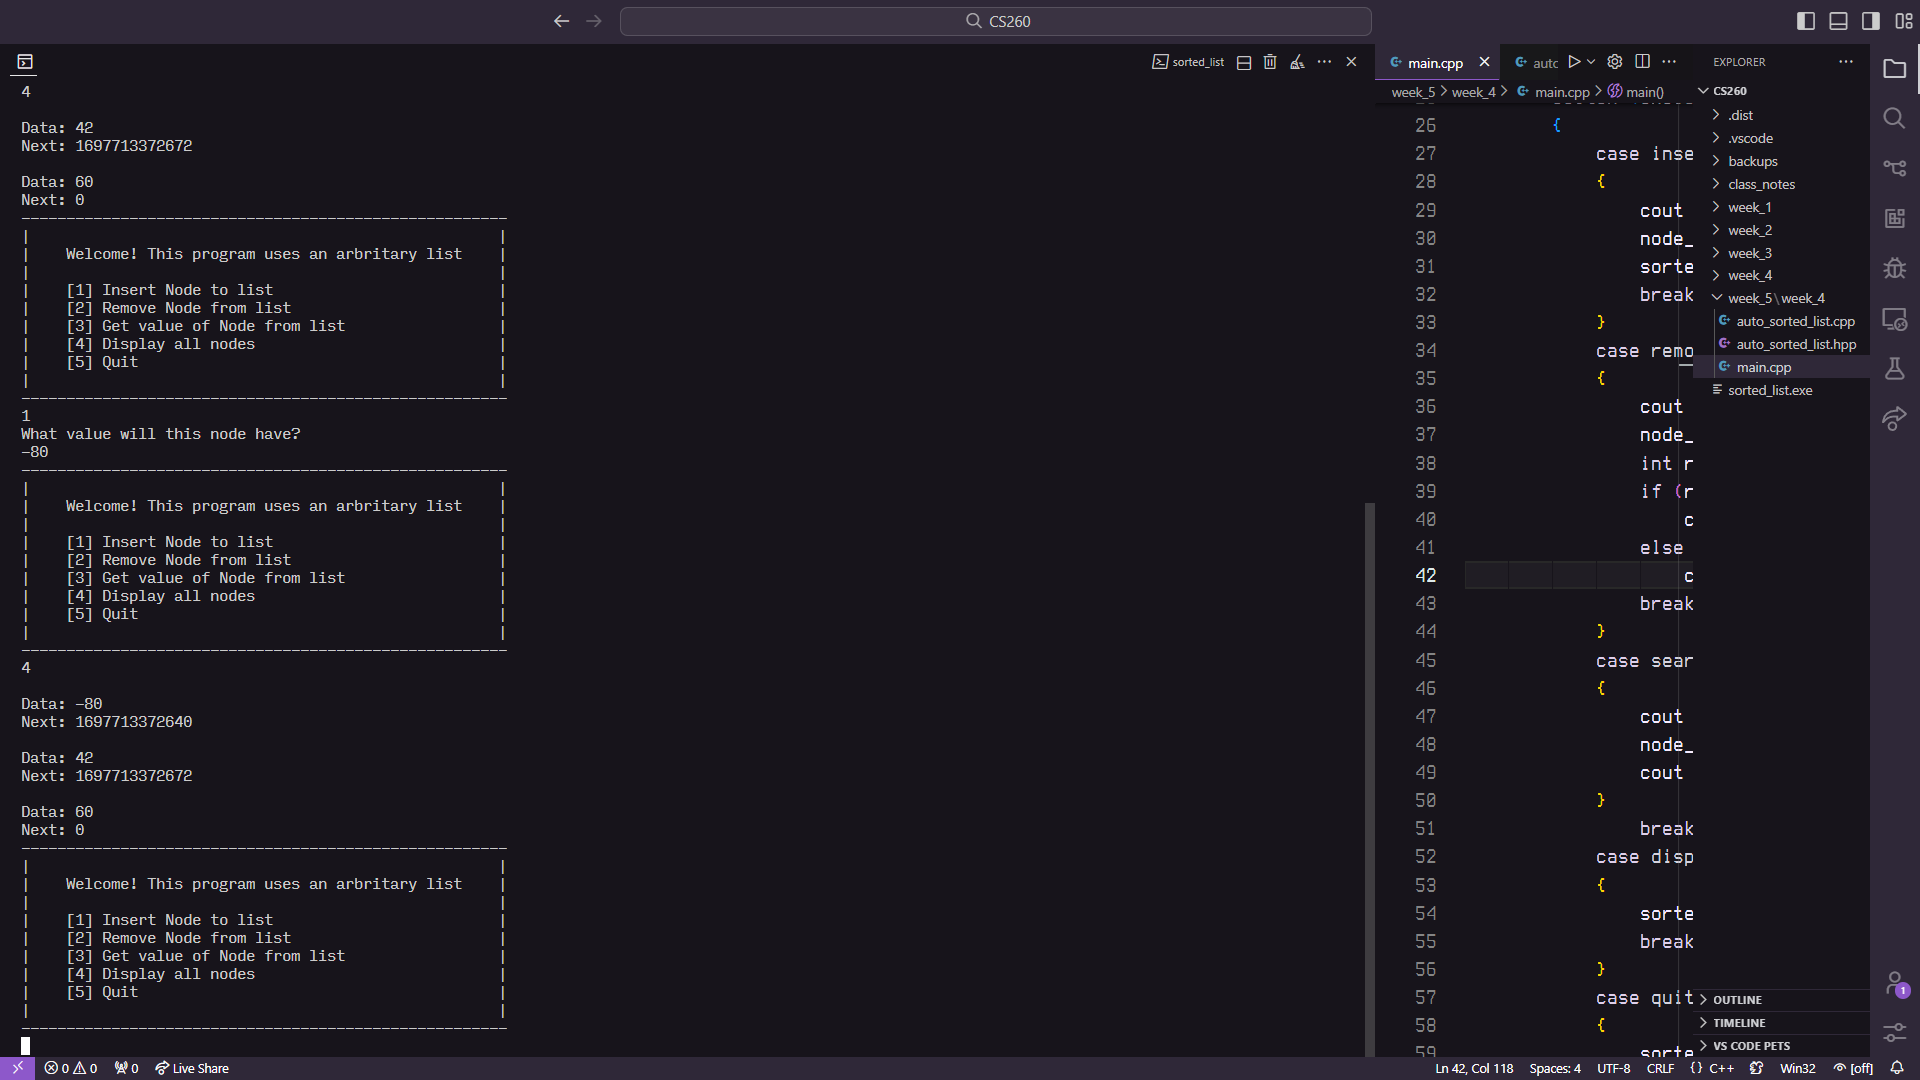 CS260
sorted_list
4
Data: 42
Next: 1697713372672
Data: 60
Next: 0
Welcome! This program uses an arbritary list
[1] Insert Node to list
[2] Remove Node from list
[3] Get value of Node from list
[4] Display all nodes
[5] Quit
1
What value will this node have?
-80
Welcome! This program uses an arbritary list
[1] Insert Node to list
[2] Remove Node from list
[3] Get value of Node from list
[4] Display all nodes
[5] Quit
4
Data: -80
Next: 1697713372640
Data: 42
Next: 1697713372672
Data: 60
Next: 0
Welcome! This program uses an arbritary list
[1] Insert Node to list
[2] Remove Node from list
[3] Get value of Node from list
[4] Display all nodes
[5] Quit
main.cpp
autc
week_5 > week_4 > main.cpp > main()
26 {
27 case inse
28 {
29 cout
30 node_
31 sorte
32 break
33 }
34 case remo
35 {
36 cout
37 node_
38 int r
39 if (r
40 c
41 else
42 c
43 break
44 }
45 case sear
46 {
47 cout
48 node_
49 cout
50 }
51 break
52 case disp
53 {
54 sorte
55 break
56 }
57 case quit
58 {
59 sorte
EXPLORER
CS260
.dist
.vscode
backups
class_notes
week_1
week_2
week_3
week_4
week_5\week_4
auto_sorted_list.cpp
auto_sorted_list.hpp
main.cpp
sorted_list.exe
OUTLINE
TIMELINE
VS CODE PETS
1
0 0 0 Live Share
Ln 42, Col 118 Spaces: 4 UTF-8 CRLF {} C++ Win32 [off]